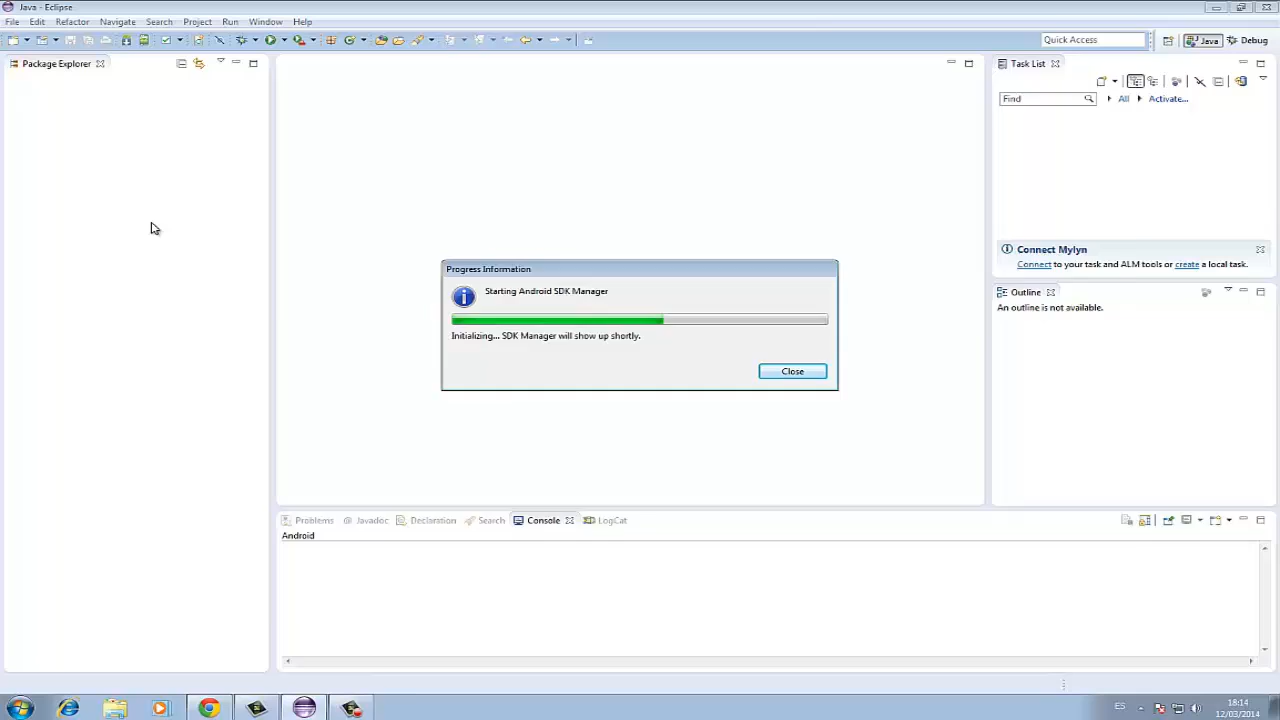 Java - Eclipse
File Edit Refactor Navigate Search Project Run Window Help
Quick Access
Java
Debug
Package Explorer
Task List
Find
All
Activate...
Connect Mylyn
Connect to your task and ALM tools or create a local task.
Outline
An outline is not available.
Progress Information
Starting Android SDK Manager
Initializing... SDK Manager will show up shortly.
Close
Problems Javadoc Declaration Search Console LogCat
Android
ES
18:14
12/03/2014